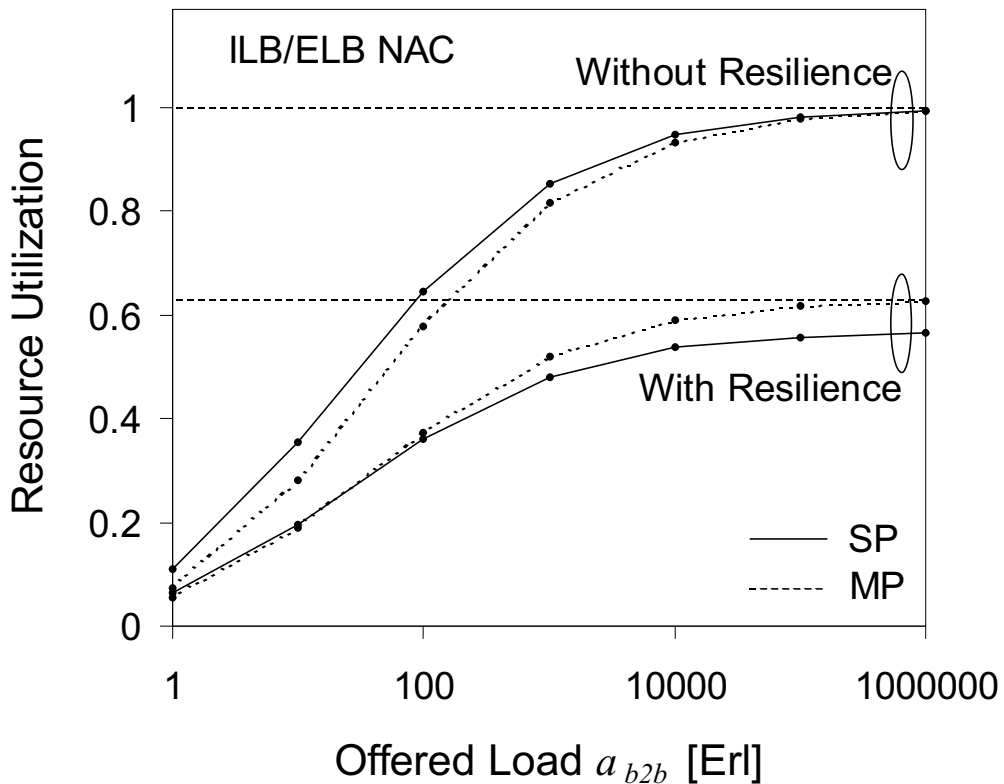 ILB/ELB NAC
Without Resilience
1
0.8
0.6
0.4
0.2
0
Resource Utilization
With Resilience
SP
MP
1
100
10000
1000000
Offered Load a b2b [Erl]